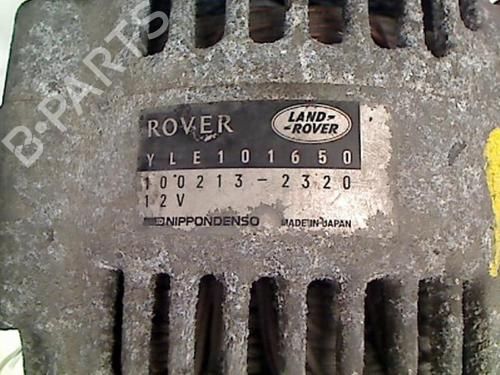 B-PARTS
ROVER
LAND-
-ROVER
YLE101650
100213-2320
12V
NIPPONDENSO MADE IN JAPAN